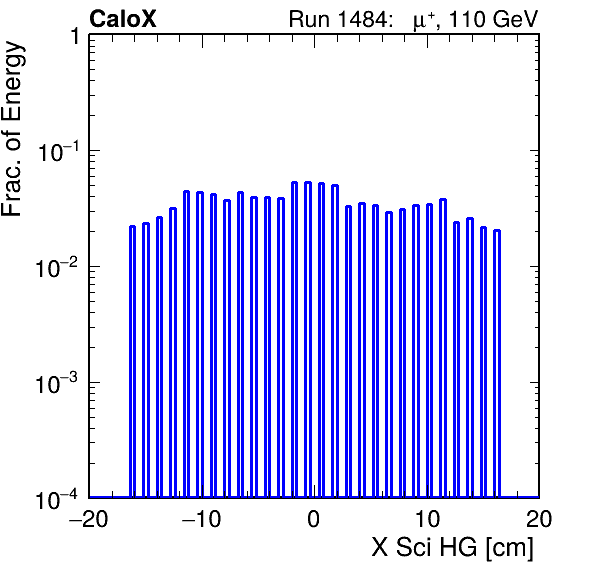 CaloX Run 1484: μ⁺, 110 GeV
Frac. of Energy
1
10⁻¹
10⁻²
10⁻³
10⁻⁴
−20 −10 0 10 20
X Sci HG [cm]